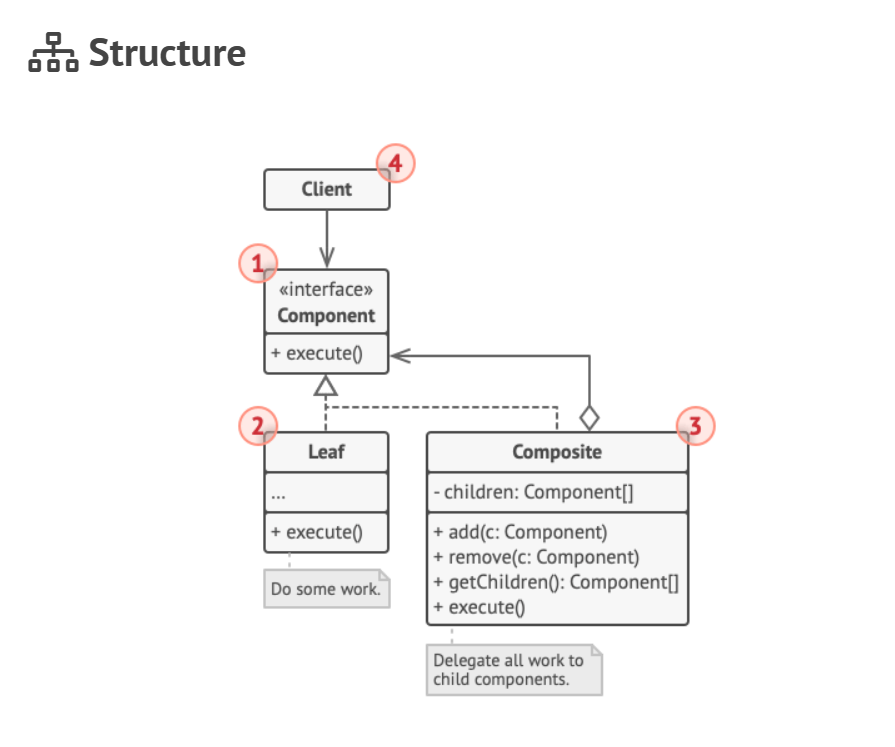 Structure
4
Client
1
«interface»
Component
+ execute()
2
Leaf
...
+ execute()
Do some work.
3
Composite
- children: Component[]
+ add(c: Component)
+ remove(c: Component)
+ getChildren(): Component[]
+ execute()
Delegate all work to
child components.